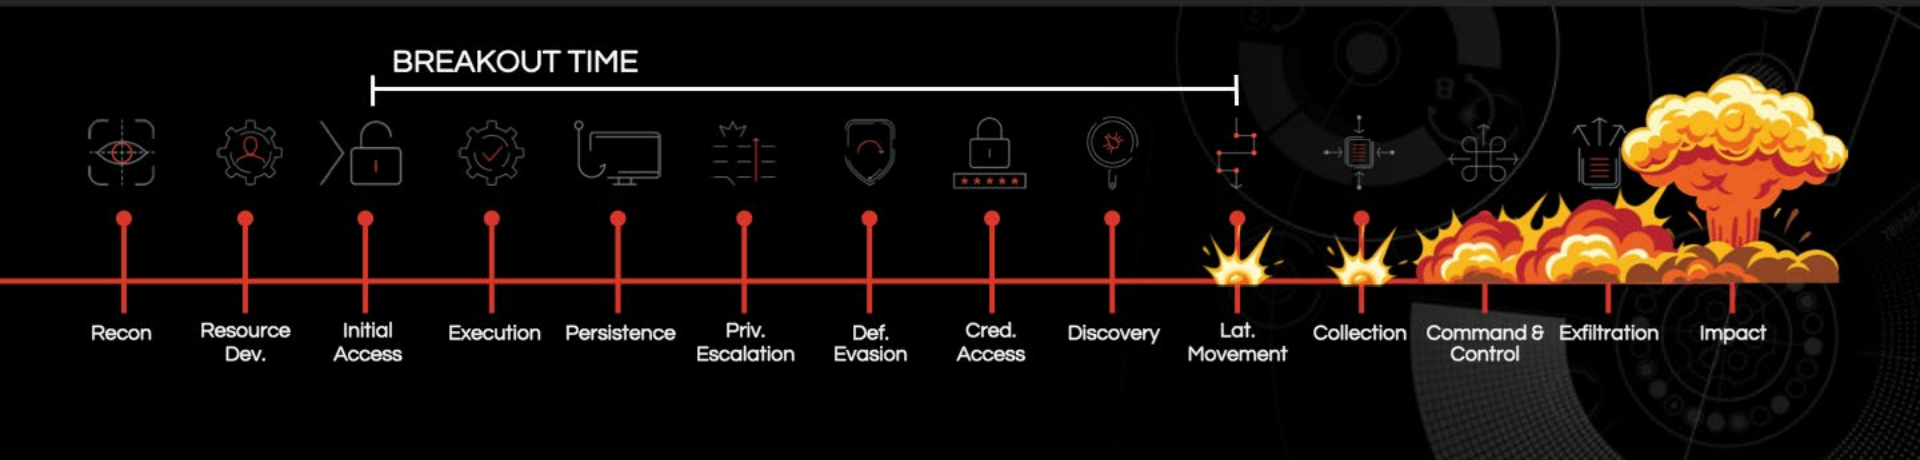 BREAKOUT TIME
Recon
Resource
Dev.
Initial
Access
Execution
Persistence
Priv.
Escalation
Def.
Evasion
Cred.
Access
Discovery
Lat.
Movement
Collection
Command &
Control
Exfiltration
Impact